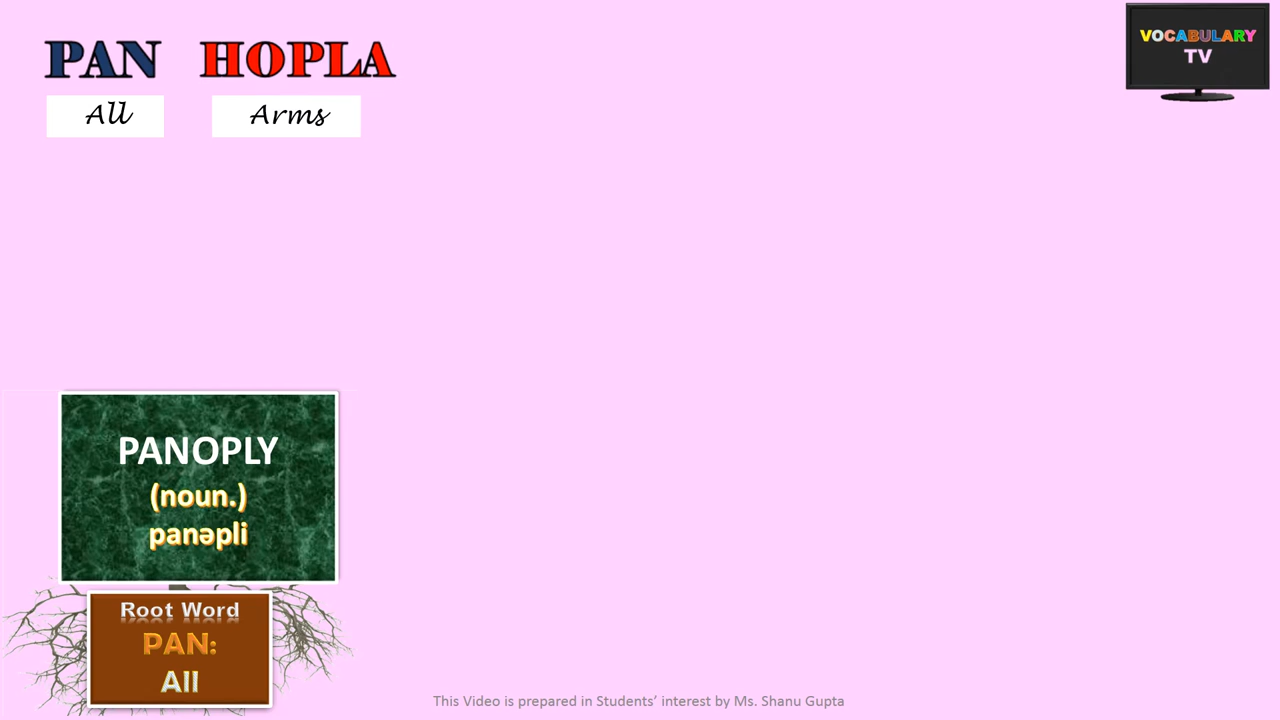 PAN HOPLA
All Arms
VOCABULARY
TV
PANOPLY
(noun.)
panəpli
Root Word
PAN:
All
This Video is prepared in Students’ interest by Ms. Shanu Gupta